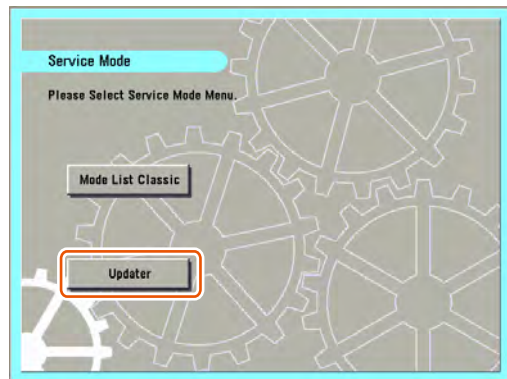 Service Mode
Please Select Service Mode Menu.
Mode List Classic
Updater